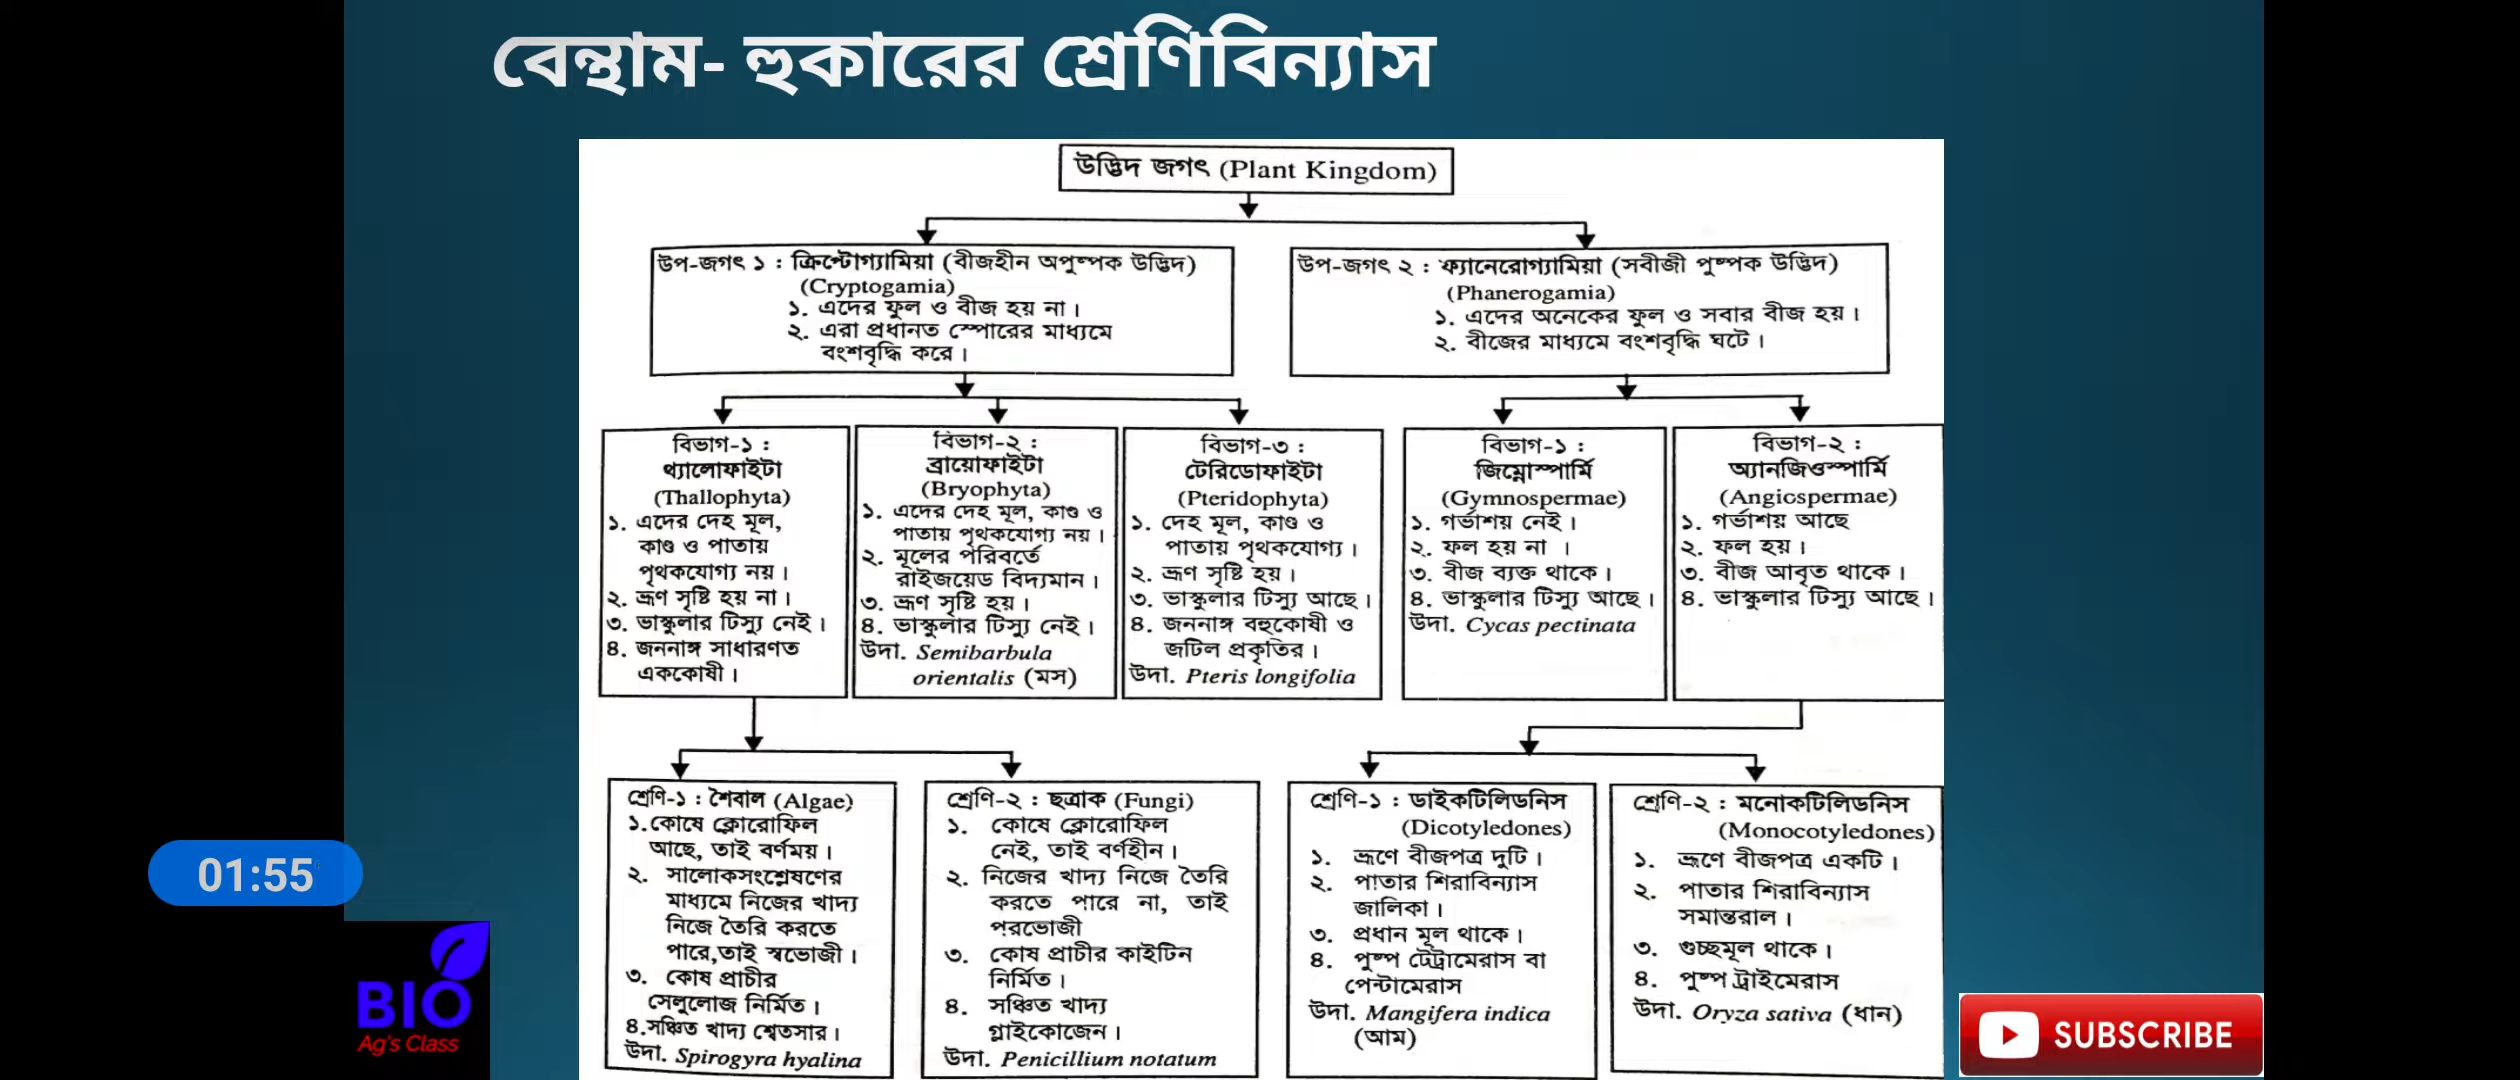 বেন্থাম- হুকারের শ্রেণিবিন্যাস
উদ্ভিদ জগৎ (Plant Kingdom)
উপ-জগৎ ১ : ক্রিপ্টোগ্যামিয়া (বীজহীন অপুষ্পক উদ্ভিদ)
(Cryptogamia)
১. এদের ফুল ও বীজ হয় না।
২. এরা প্রধানত স্পোরের মাধ্যমে
বংশবৃদ্ধি করে।
উপ-জগৎ ২ : ফ্যানেরোগ্যামিয়া (সবীজী পুষ্পক উদ্ভিদ)
(Phanerogamia)
১. এদের অনেকের ফুল ও সবার বীজ হয়।
২. বীজের মাধ্যমে বংশবৃদ্ধি ঘটে।
বিভাগ-১ :
থ্যালোফাইটা
(Thallophyta)
১. এদের দেহ মূল,
কাণ্ড ও পাতায়
পৃথকযোগ্য নয়।
২. ভ্রূণ সৃষ্টি হয় না।
৩. ভাস্কুলার টিস্যু নেই।
৪. জননাঙ্গ সাধারণত
এককোষী।
বিভাগ-২ :
ব্রায়োফাইটা
(Bryophyta)
১. এদের দেহ মূল, কাণ্ড ও
পাতায় পৃথকযোগ্য নয়।
২. মূলের পরিবর্তে
রাইজয়েড বিদ্যমান।
৩. ভ্রূণ সৃষ্টি হয়।
৪. ভাস্কুলার টিস্যু নেই।
উদা. Semibarbula
orientalis (মস)
বিভাগ-৩ :
টেরিডোফাইটা
(Pteridophyta)
১. দেহ মূল, কাণ্ড ও
পাতায় পৃথকযোগ্য।
২. ভ্রূণ সৃষ্টি হয়।
৩. ভাস্কুলার টিস্যু আছে।
৪. জননাঙ্গ বহুকোষী ও
জটিল প্রকৃতির।
উদা. Pteris longifolia
বিভাগ-১ :
জিম্নোস্পার্মি
(Gymnospermae)
১. গর্ভাশয় নেই।
২. ফল হয় না ।
৩. বীজ ব্যক্ত থাকে।
৪. ভাস্কুলার টিস্যু আছে।
উদা. Cycas pectinata
বিভাগ-২ :
অ্যানজিওস্পার্মি
(Angiospermae)
১. গর্ভাশয় আছে
২. ফল হয়।
৩. বীজ আবৃত থাকে।
৪. ভাস্কুলার টিস্যু আছে।
শ্রেণি-১ : শৈবাল (Algae)
১.কোষে ক্লোরোফিল
আছে, তাই বর্ণময়।
২. সালোকসংশ্লেষণের
মাধ্যমে নিজের খাদ্য
নিজে তৈরি করতে
পারে,তাই স্বভোজী।
৩. কোষ প্রাচীর
সেলুলোজ নির্মিত।
৪.সঞ্চিত খাদ্য শ্বেতসার।
উদা. Spirogyra hyalina
শ্রেণি-২ : ছত্রাক (Fungi)
১. কোষে ক্লোরোফিল
নেই, তাই বর্ণহীন।
২. নিজের খাদ্য নিজে তৈরি
করতে পারে না, তাই
পরভোজী
৩. কোষ প্রাচীর কাইটিন
নির্মিত।
৪. সঞ্চিত খাদ্য
গ্লাইকোজেন।
উদা. Penicillium notatum
শ্রেণি-১ : ডাইকটিলিডনিস
(Dicotyledones)
১. ভ্রূণে বীজপত্র দুটি।
২. পাতার শিরাবিন্যাস
জালিকা।
৩. প্রধান মূল থাকে।
৪. পুষ্প টেট্রামেরাস বা
পেন্টামেরাস
উদা. Mangifera indica
(আম)
শ্রেণি-২ : মনোকটিলিডনিস
(Monocotyledones)
১. ভ্রূণে বীজপত্র একটি।
২. পাতার শিরাবিন্যাস
সমান্তরাল।
৩. গুচ্ছমূল থাকে।
৪. পুষ্প ট্রাইমেরাস
উদা. Oryza sativa (ধান)
01:55
BIO
Ag's Class
SUBSCRIBE